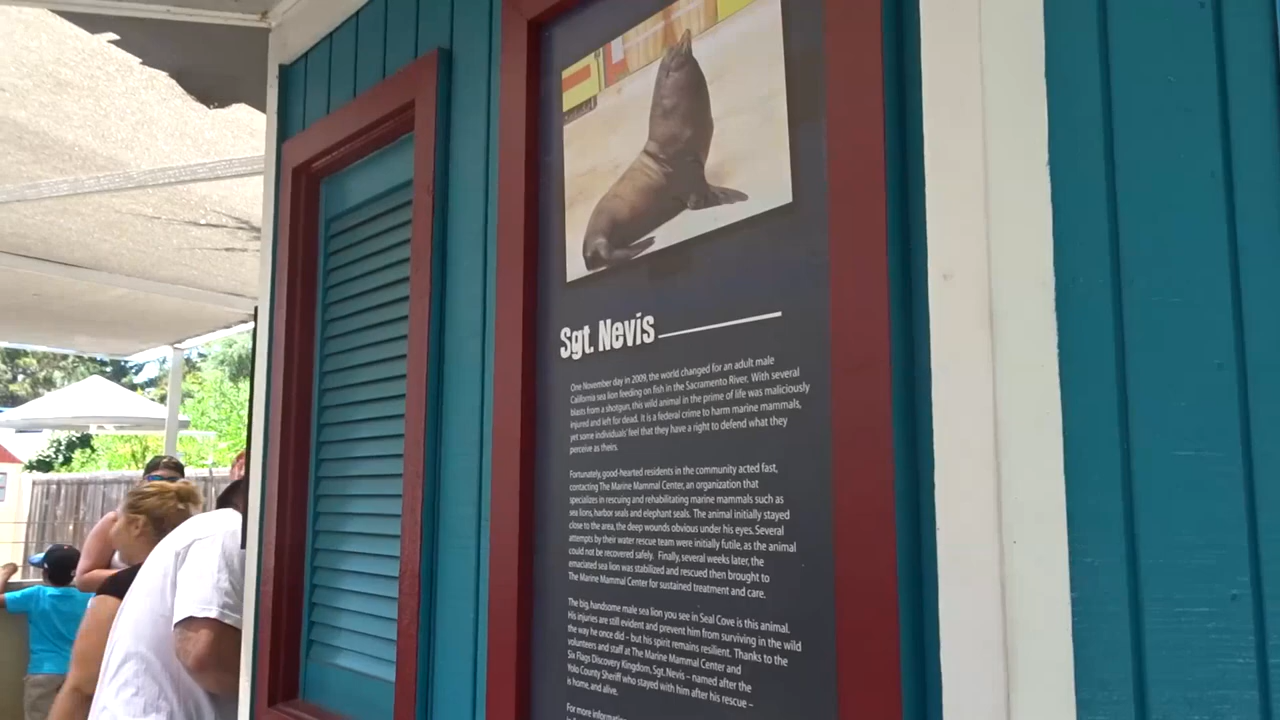 Sgt. Nevis
One November day in 2009, the world changed for an adult male
California sea lion feeding on fish in the Sacramento River. With several
blasts from a shotgun, this wild animal in the prime of life was maliciously
injured and left for dead. It is a federal crime to harm marine mammals,
yet some individuals' feel that they have a right to defend what they
perceive as theirs.
Fortunately, good-hearted residents in the community acted fast,
contacting The Marine Mammal Center, an organization that
specializes in rescuing and rehabilitating marine mammals such as
sea lions, harbor seals and elephant seals. The animal initially stayed
close to the area, the deep wounds obvious under his eyes. Several
attempts by their water rescue team were initially futile, as the animal
could not be recovered safely. Finally, several weeks later, the
emaciated sea lion was stabilized and rescued then brought to
The Marine Mammal Center for sustained treatment and care.
The big, handsome male sea lion you see in Seal Cove is this animal.
His injuries are still evident and prevent him from surviving in the wild
the way he once did – but his spirit remains resilient. Thanks to the
volunteers and staff at The Marine Mammal Center and
Six Flags Discovery Kingdom, Sgt. Nevis – named after the
Yolo County Sheriff who stayed with him after his rescue –
is home, and alive.
For more information